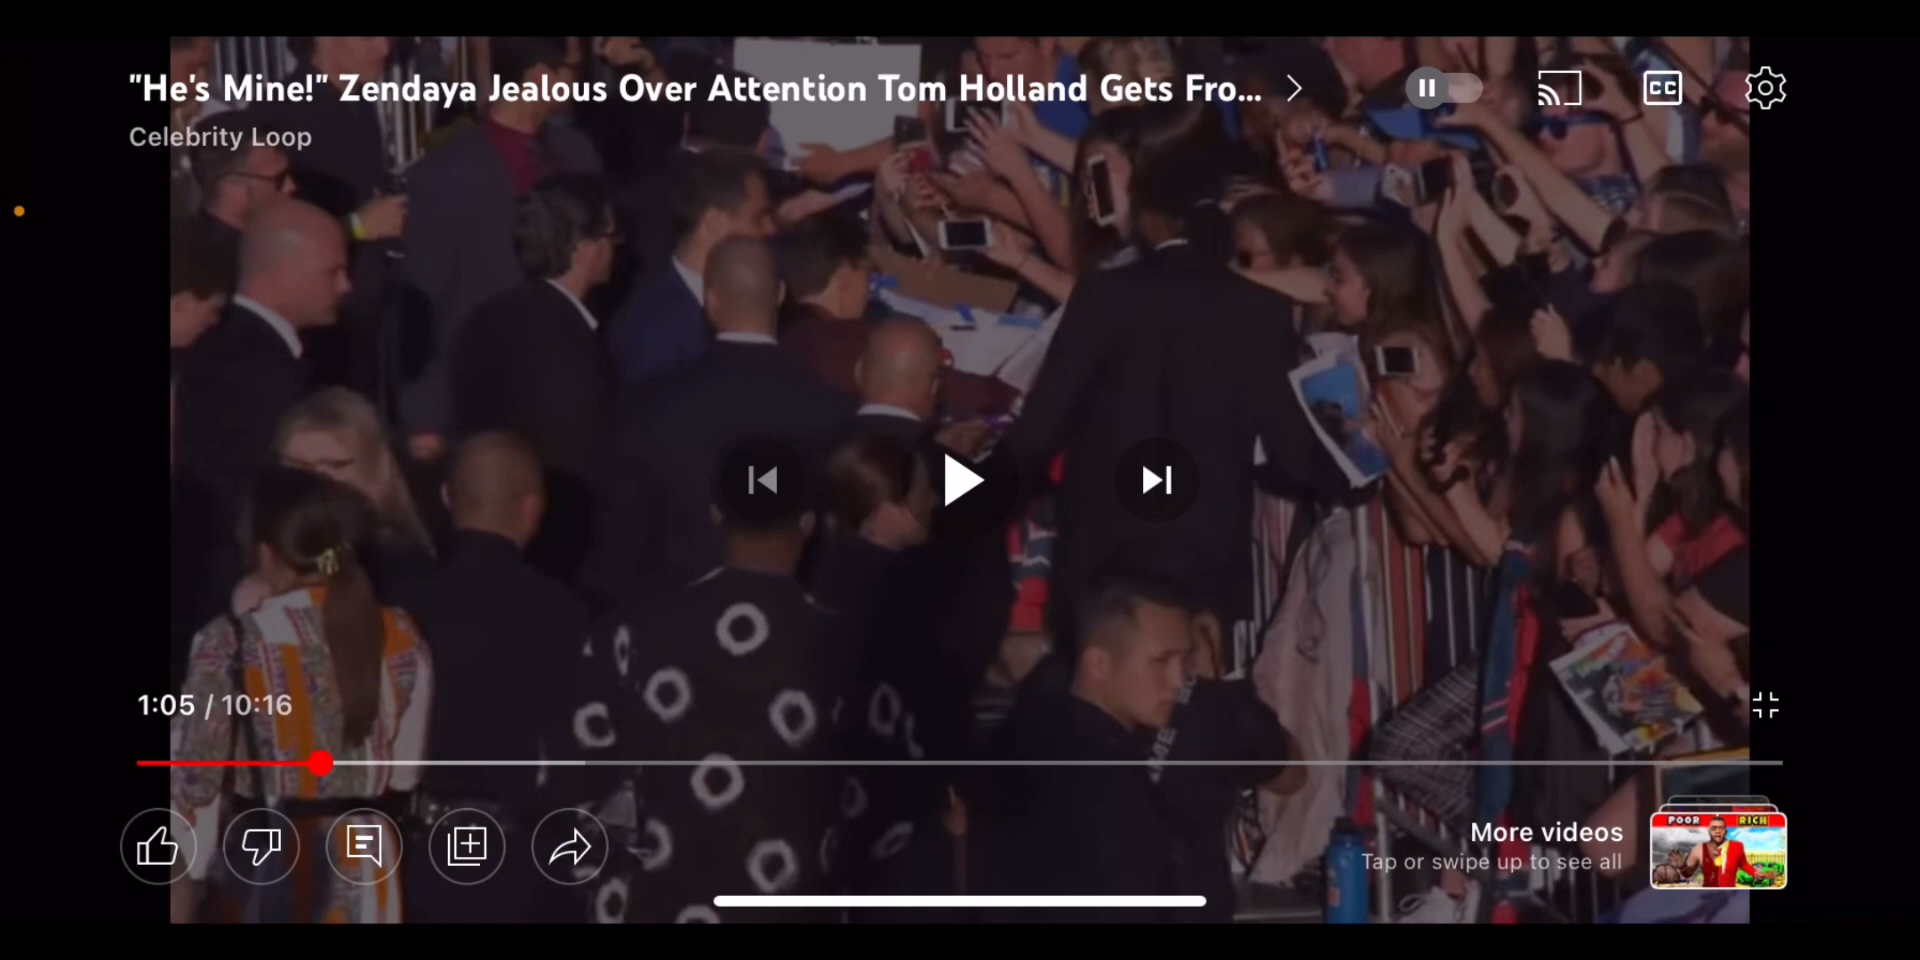 "He's Mine!" Zendaya Jealous Over Attention Tom Holland Gets Fro...
CC
Celebrity Loop
1:05 / 10:16
More videos
Tap or swipe up to see all
POOR RICH